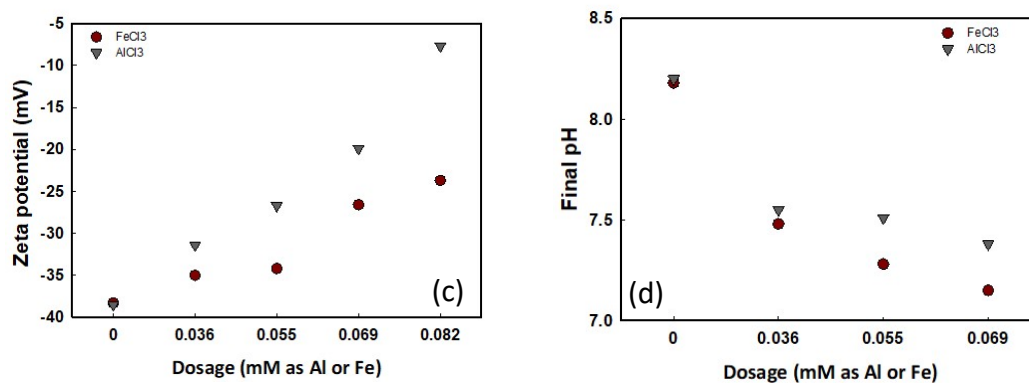 Zeta potential (mV)
-5
-10
-15
-20
-25
-30
-35
-40
FeCl3
AlCl3
(c)
0
0.036
0.055
0.069
0.082
Dosage (mM as Al or Fe)
Final pH
8.5
8.0
7.5
7.0
FeCl3
AlCl3
(d)
0
0.036
0.055
0.069
Dosage (mM as Al or Fe)